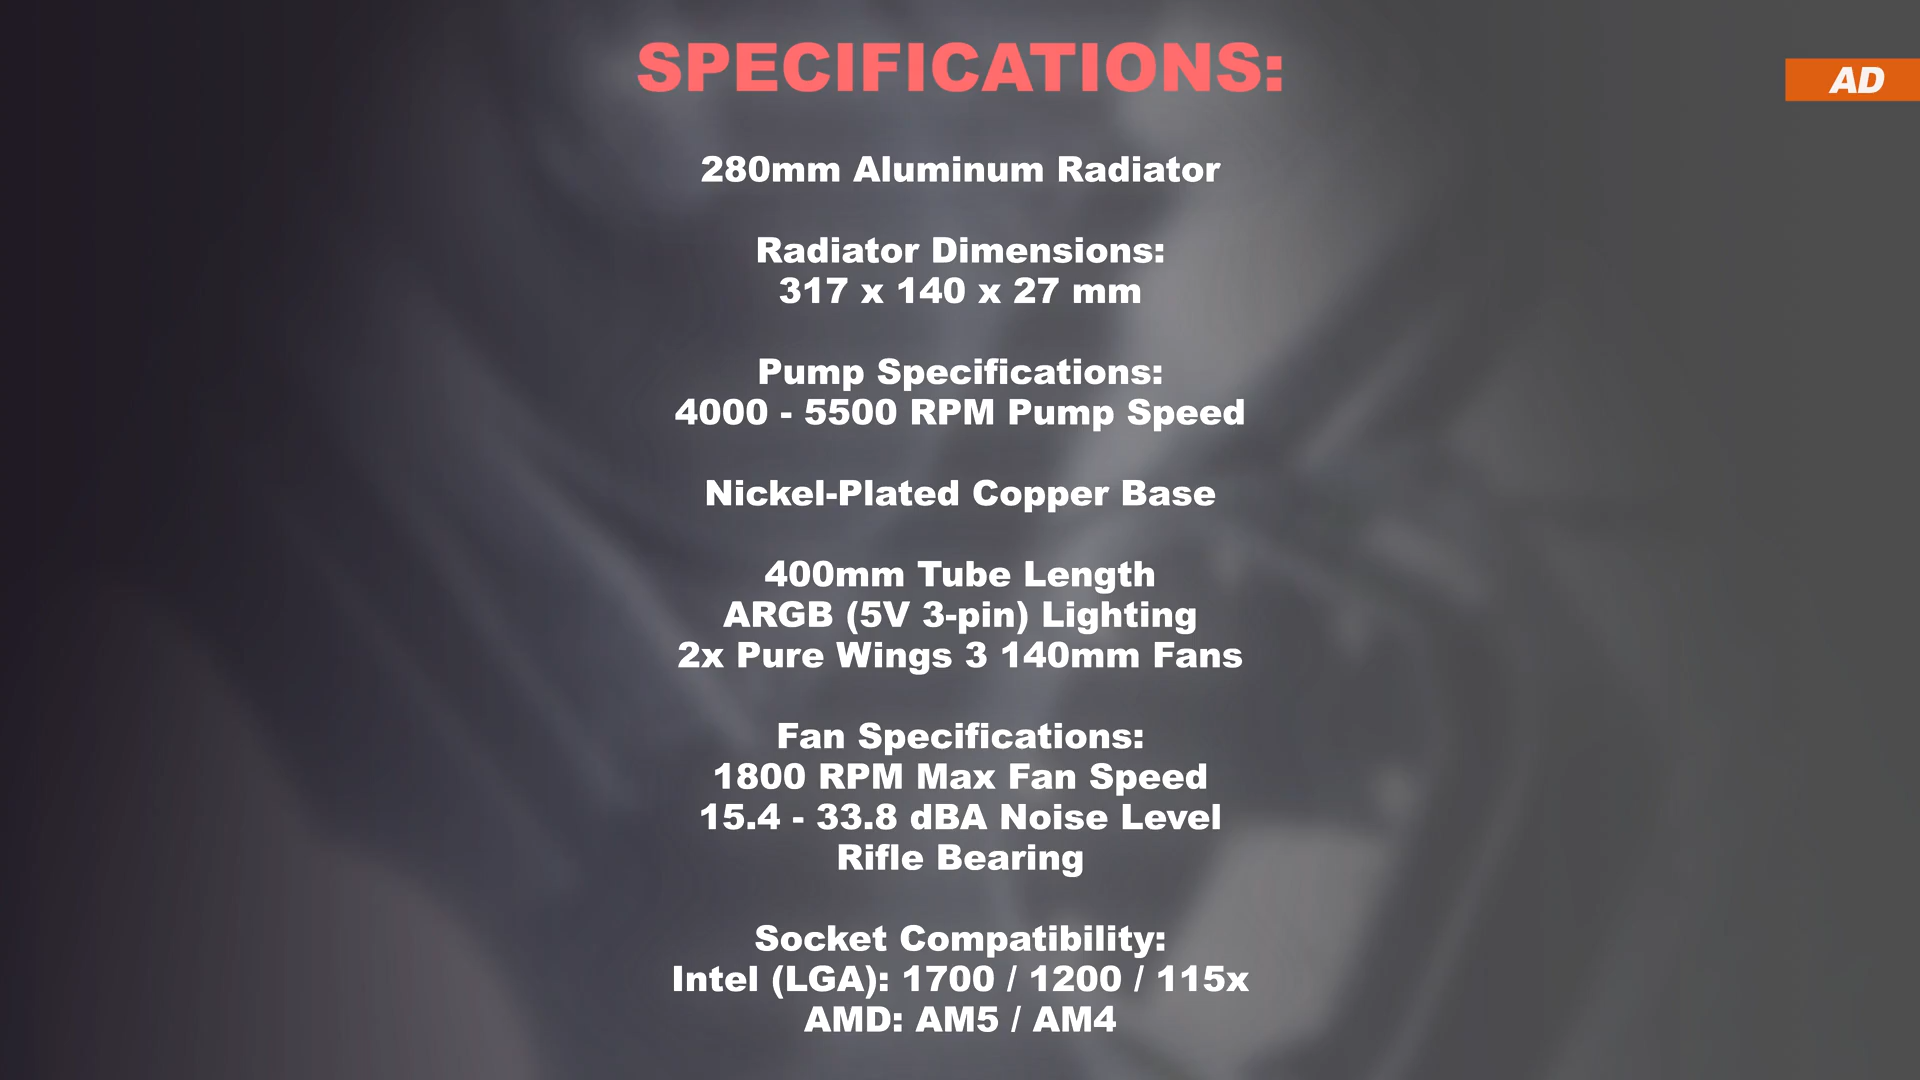 SPECIFICATIONS:
AD
280mm Aluminum Radiator
Radiator Dimensions:
317 x 140 x 27 mm
Pump Specifications:
4000 - 5500 RPM Pump Speed
Nickel-Plated Copper Base
400mm Tube Length
ARGB (5V 3-pin) Lighting
2x Pure Wings 3 140mm Fans
Fan Specifications:
1800 RPM Max Fan Speed
15.4 - 33.8 dBA Noise Level
Rifle Bearing
Socket Compatibility:
Intel (LGA): 1700 / 1200 / 115x
AMD: AM5 / AM4